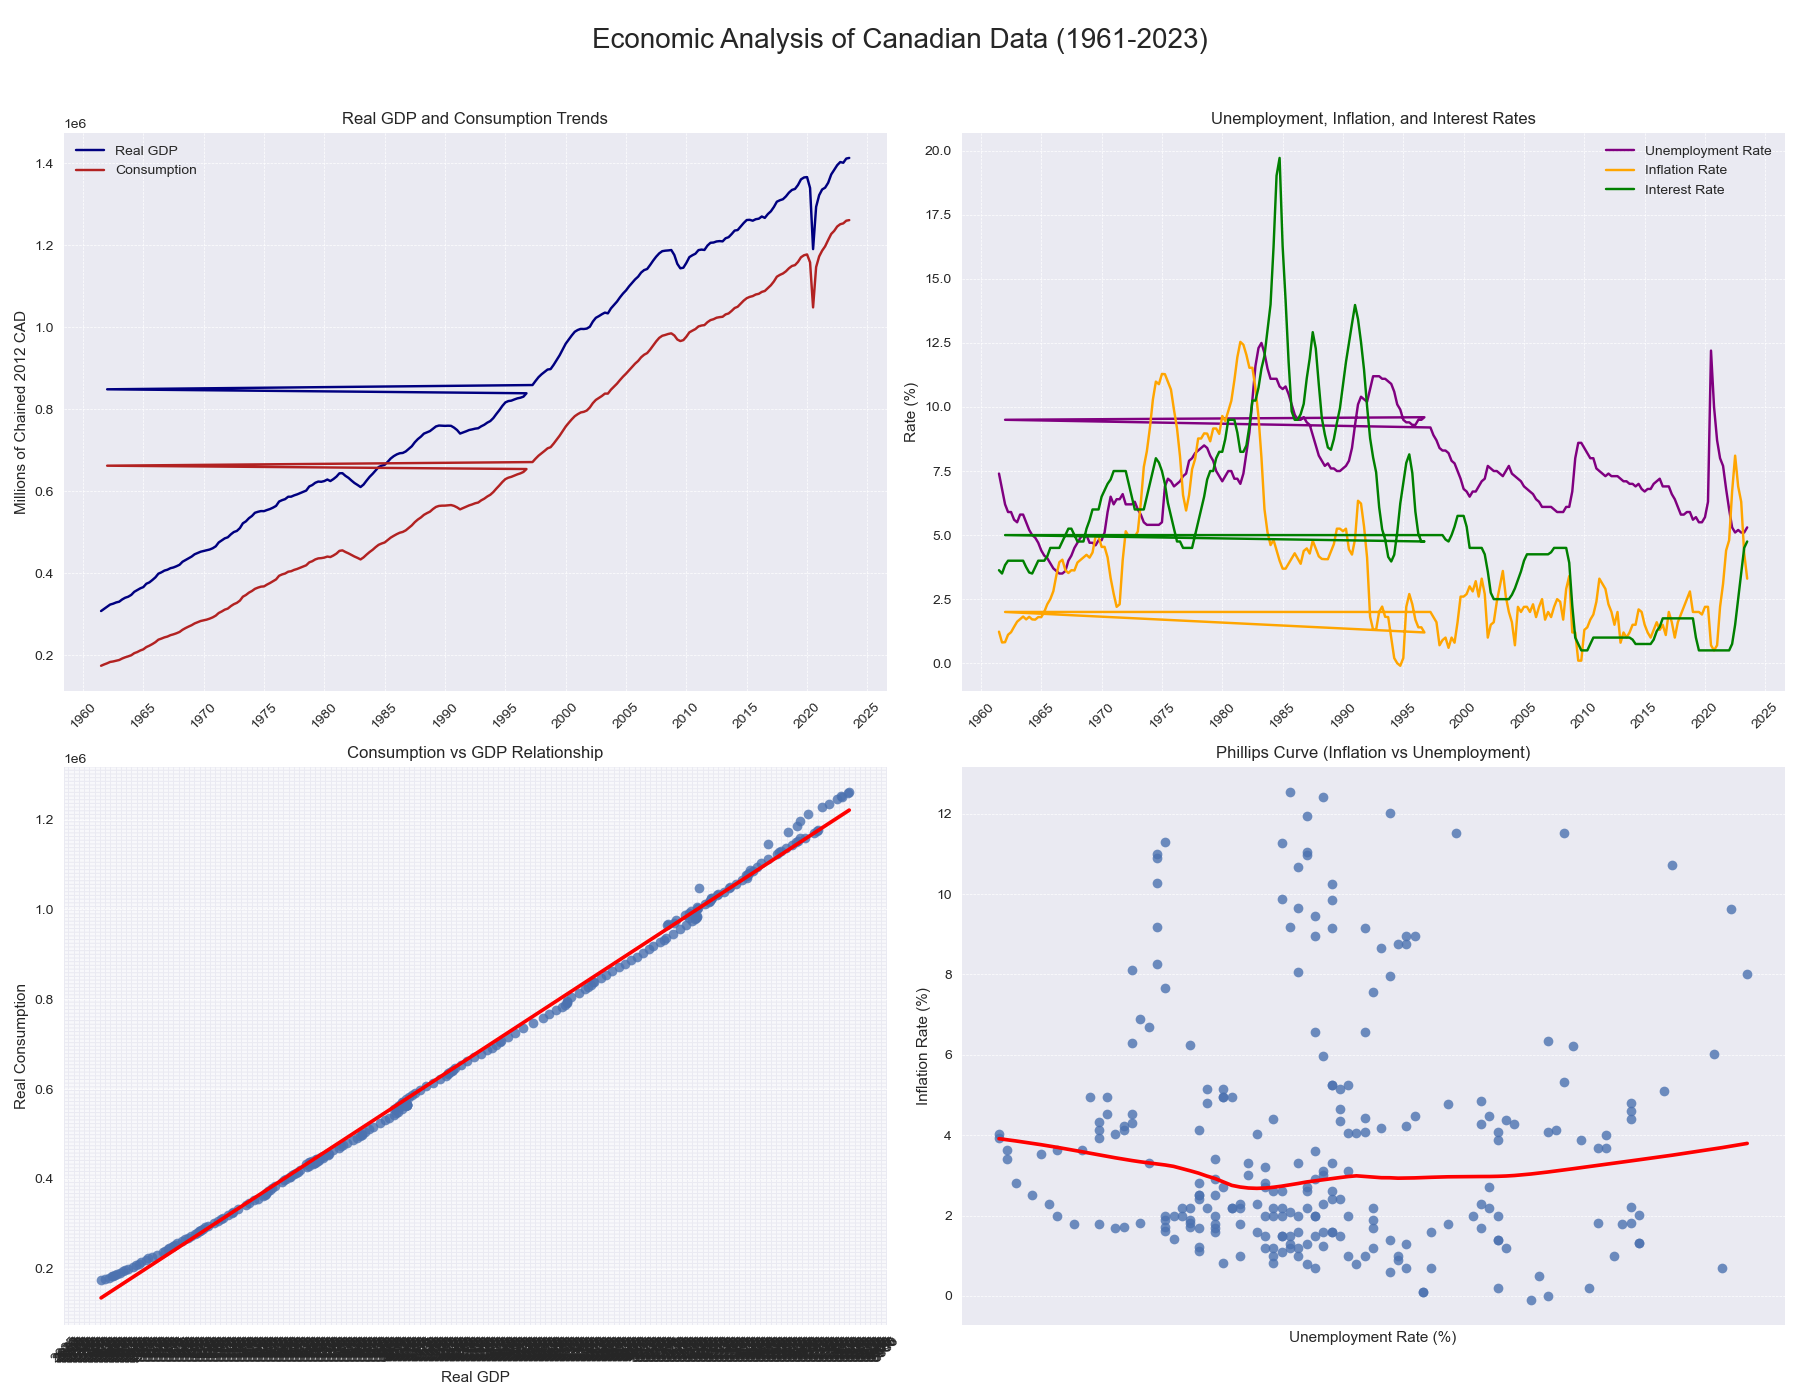 Economic Analysis of Canadian Data (1961-2023)
Real GDP and Consumption Trends
1e6
Real GDP
Consumption
1.4
1.2
1.0
0.8
0.6
0.4
0.2
Millions of Chained 2012 CAD
1960 1965 1970 1975 1980 1985 1990 1995 2000 2005 2010 2015 2020 2025
Unemployment, Inflation, and Interest Rates
Unemployment Rate
Inflation Rate
Interest Rate
20.0
17.5
15.0
12.5
10.0
7.5
5.0
2.5
0.0
Rate (%)
1960 1965 1970 1975 1980 1985 1990 1995 2000 2005 2010 2015 2020 2025
Consumption vs GDP Relationship
1e6
1.2
1.0
0.8
0.6
0.4
0.2
Real Consumption
Real GDP
Phillips Curve (Inflation vs Unemployment)
12
10
8
6
4
2
0
Inflation Rate (%)
Unemployment Rate (%)